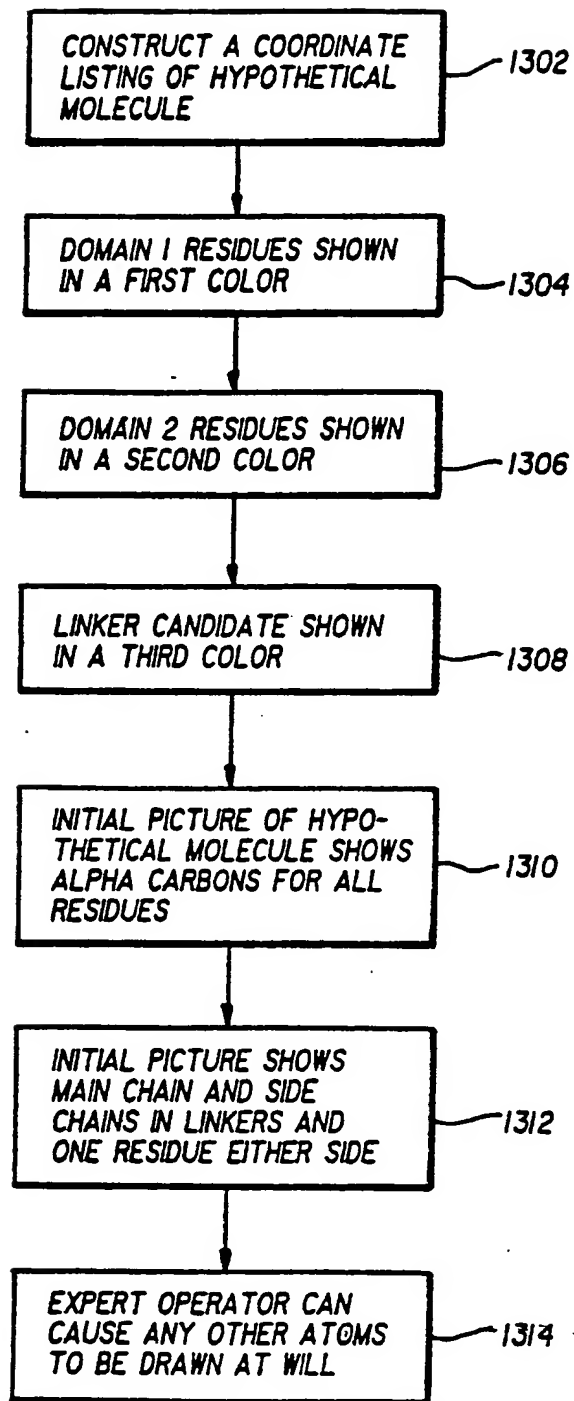 CONSTRUCT A COORDINATE
LISTING OF HYPOTHETICAL
MOLECULE
1302
DOMAIN 1 RESIDUES SHOWN
IN A FIRST COLOR
1304
DOMAIN 2 RESIDUES SHOWN
IN A SECOND COLOR
1306
LINKER CANDIDATE SHOWN
IN A THIRD COLOR
1308
INITIAL PICTURE OF HYPO-
THETICAL MOLECULE SHOWS
ALPHA CARBONS FOR ALL
RESIDUES
1310
INITIAL PICTURE SHOWS
MAIN CHAIN AND SIDE
CHAINS IN LINKERS AND
ONE RESIDUE EITHER SIDE
1312
EXPERT OPERATOR CAN
CAUSE ANY OTHER ATOMS
TO BE DRAWN AT WILL
1314